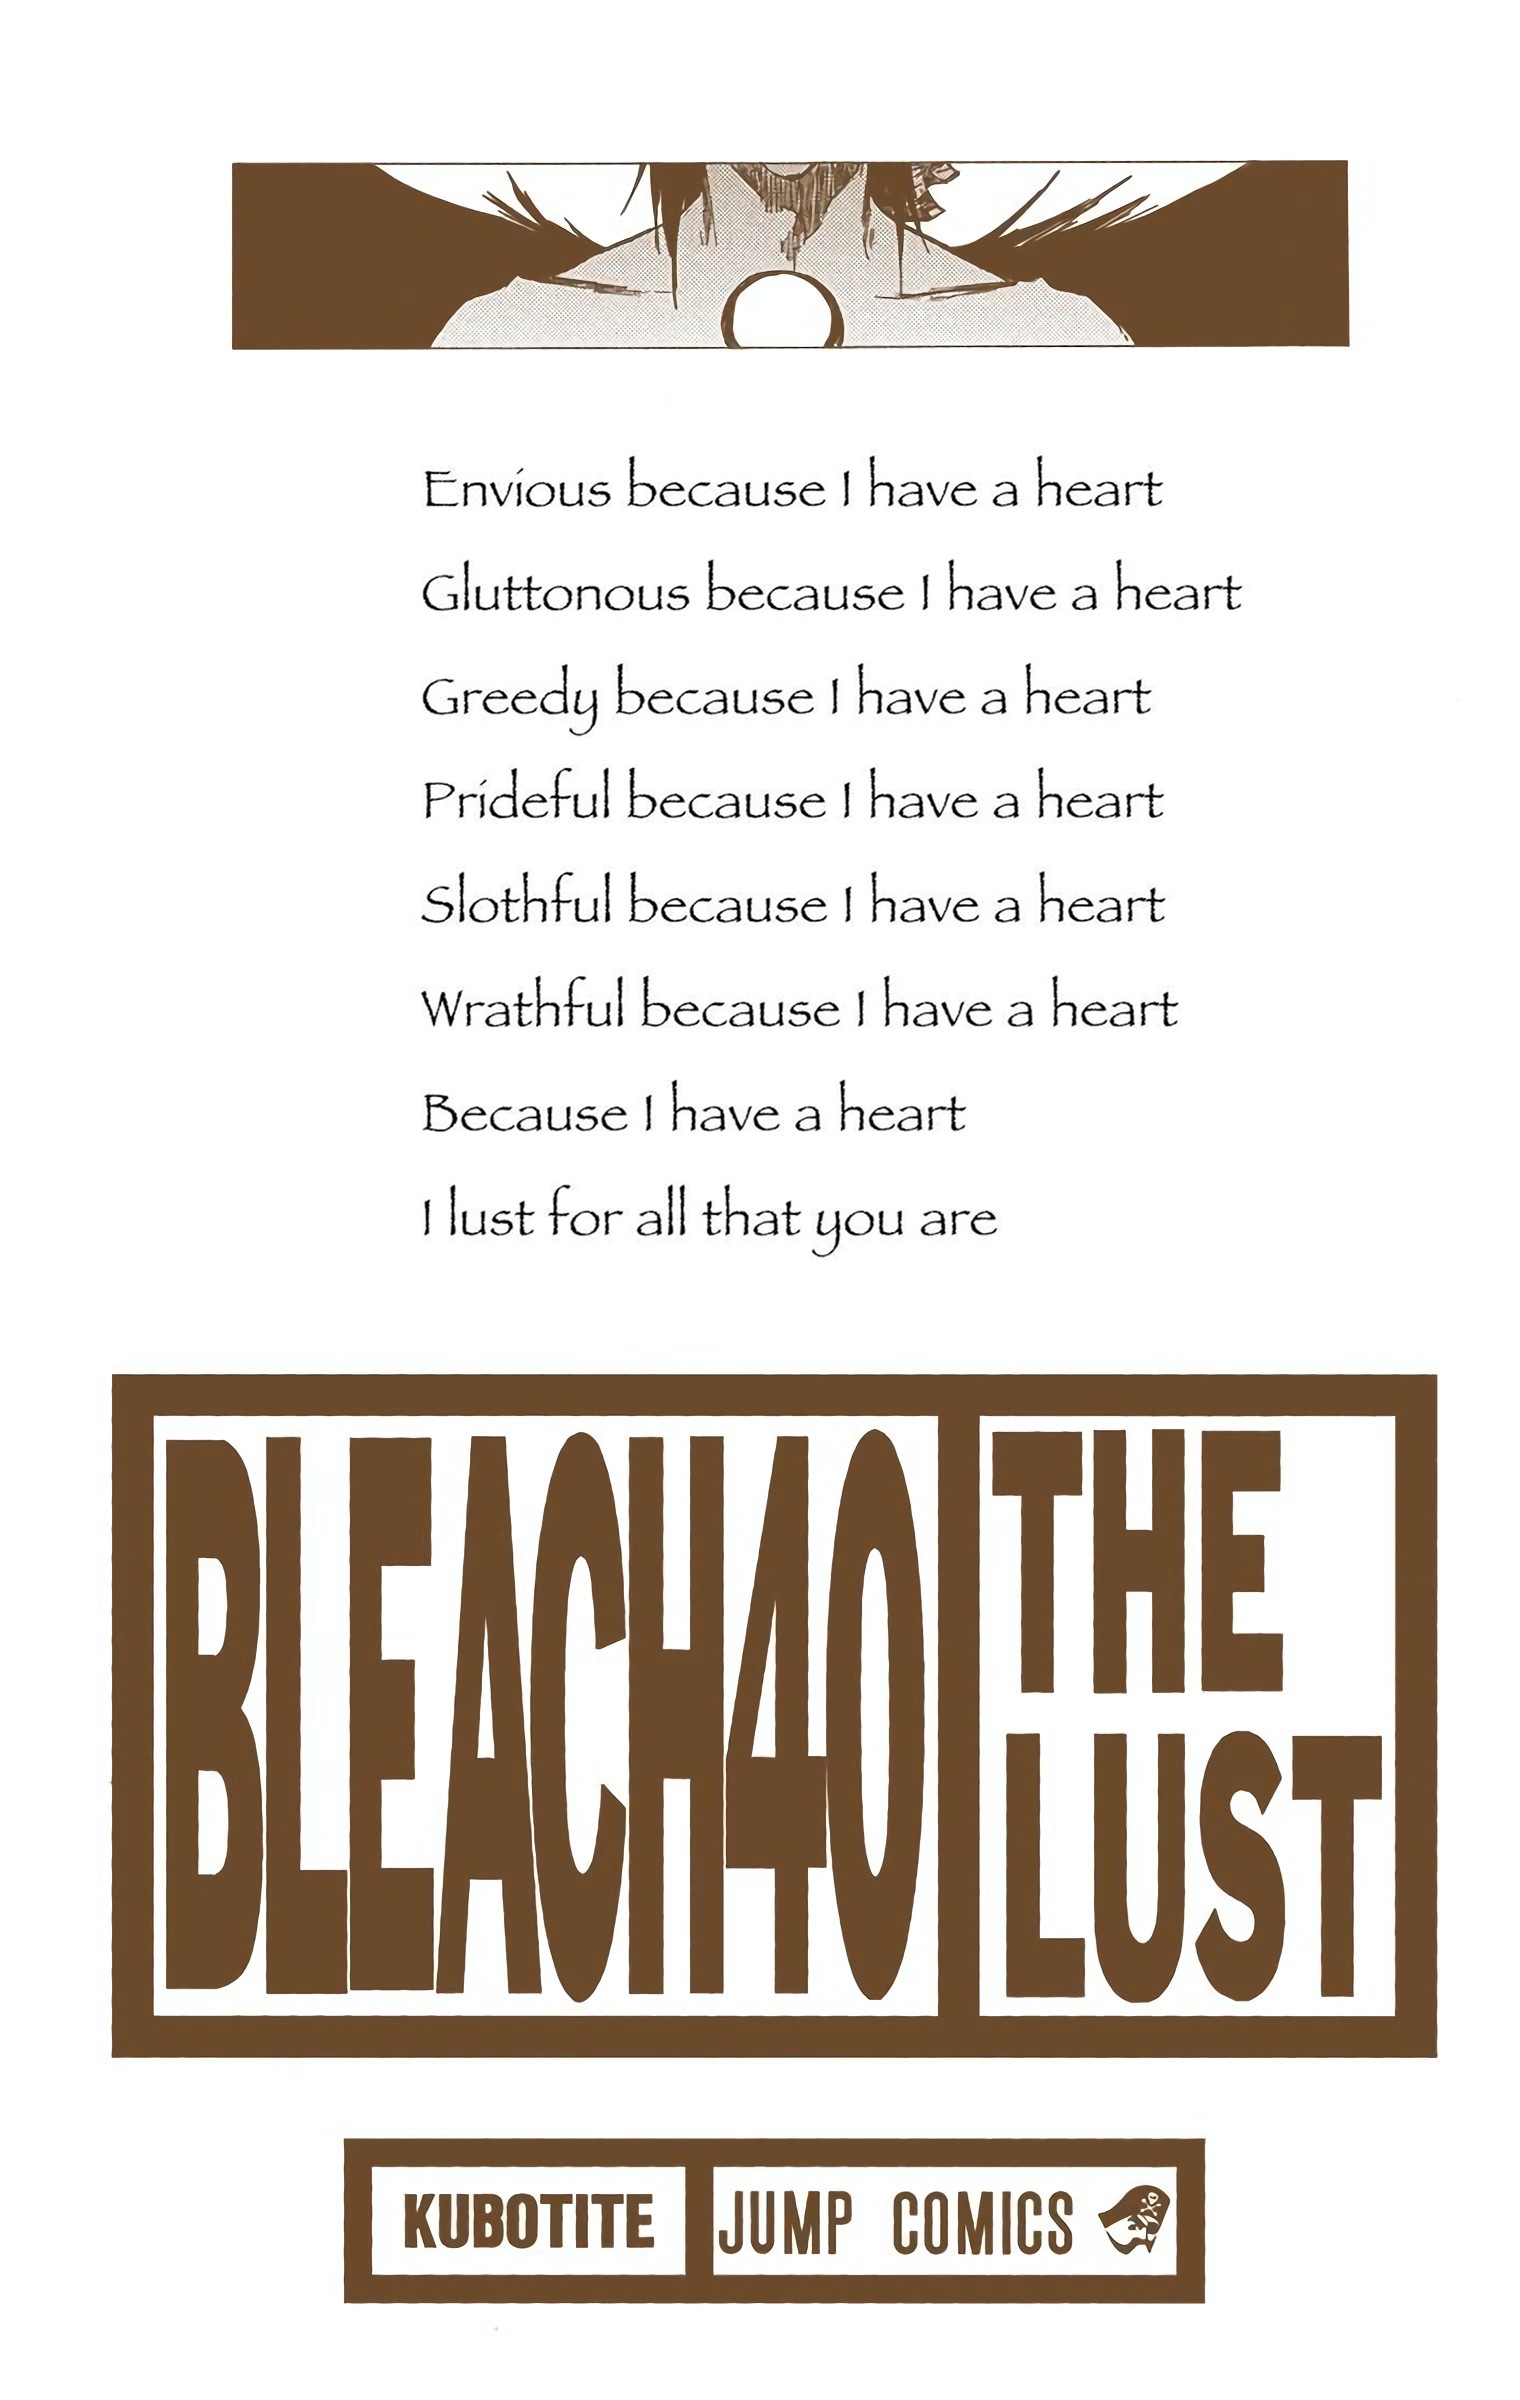 Envious because I have a heart
Gluttonous because I have a heart
Greedy because I have a heart
Prideful because I have a heart
Slothful because I have a heart
Wrathful because I have a heart
Because I have a heart
I lust for all that you are
BLEACH40
THE
LUST
KUBOTITE
JUMP COMICS